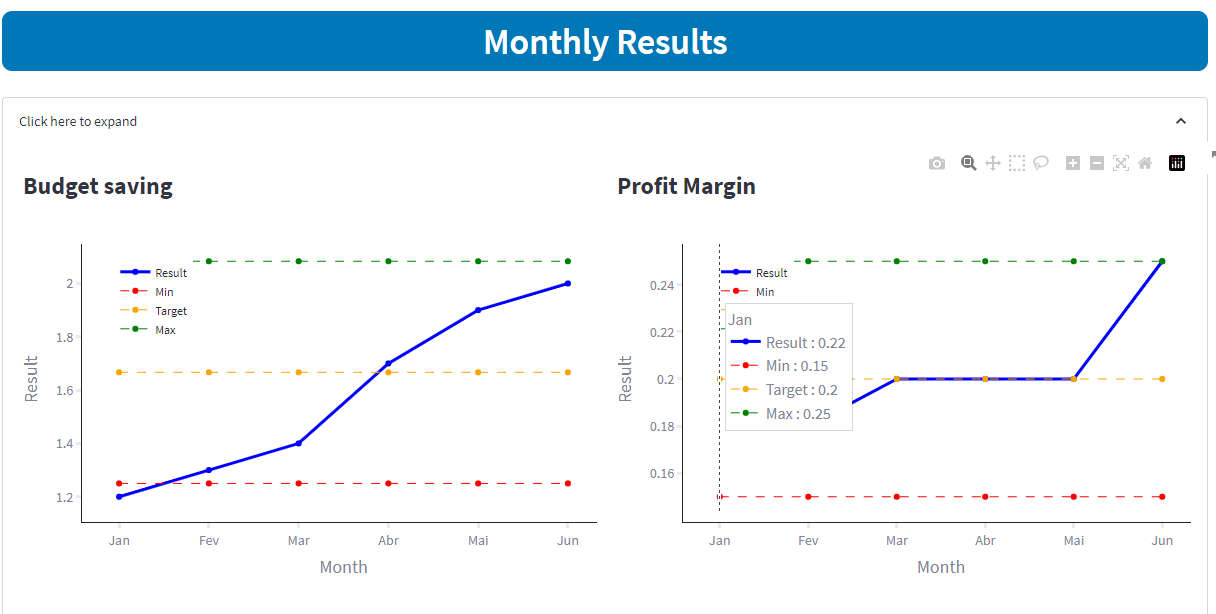 Monthly Results
Click here to expand
Budget saving
Result
Min
Target
Max
2
1.8
1.6
1.4
1.2
Result
Jan Fev Mar Abr Mai Jun
Month
Profit Margin
Result
Min
Jan
Result : 0.22
Min : 0.15
Target : 0.2
Max : 0.25
0.24
0.22
0.2
0.18
0.16
Result
Jan Fev Mar Abr Mai Jun
Month